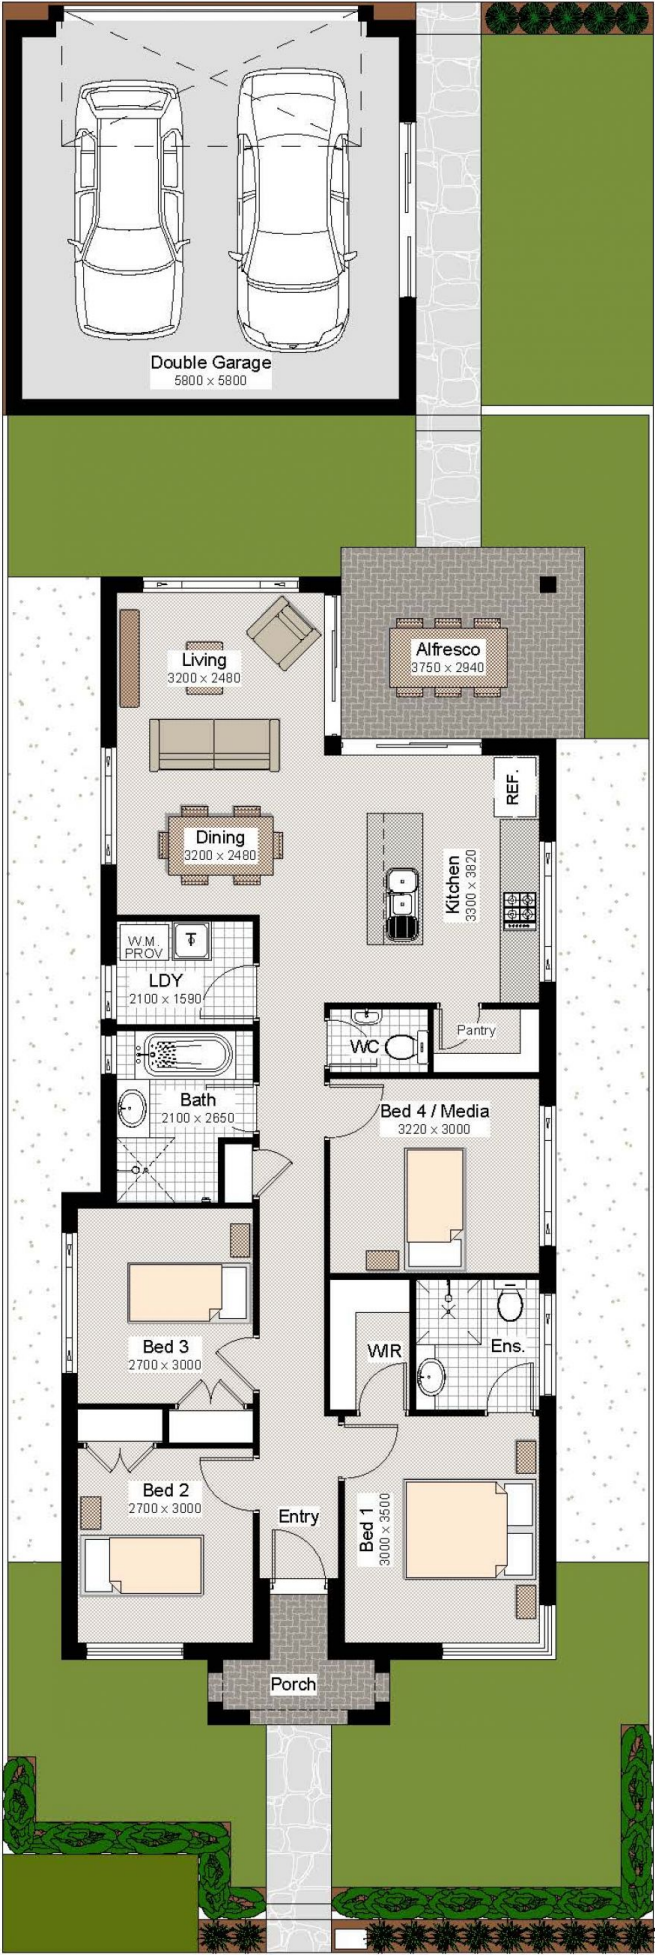 Double Garage
5800 x 5800
Living
3200 x 2480
Alfresco
3750 x 2940
REF.
Dining
3200 x 2480
Kitchen
3300 x 3820
W.M.
PROV
LDY
2100 x 1590
WC
Pantry
Bath
2100 x 2650
Bed 4 / Media
3220 x 3000
Bed 3
2700 x 3000
WIR
Ens.
Bed 2
2700 x 3000
Entry
Bed 1
3000 x 3500
Porch